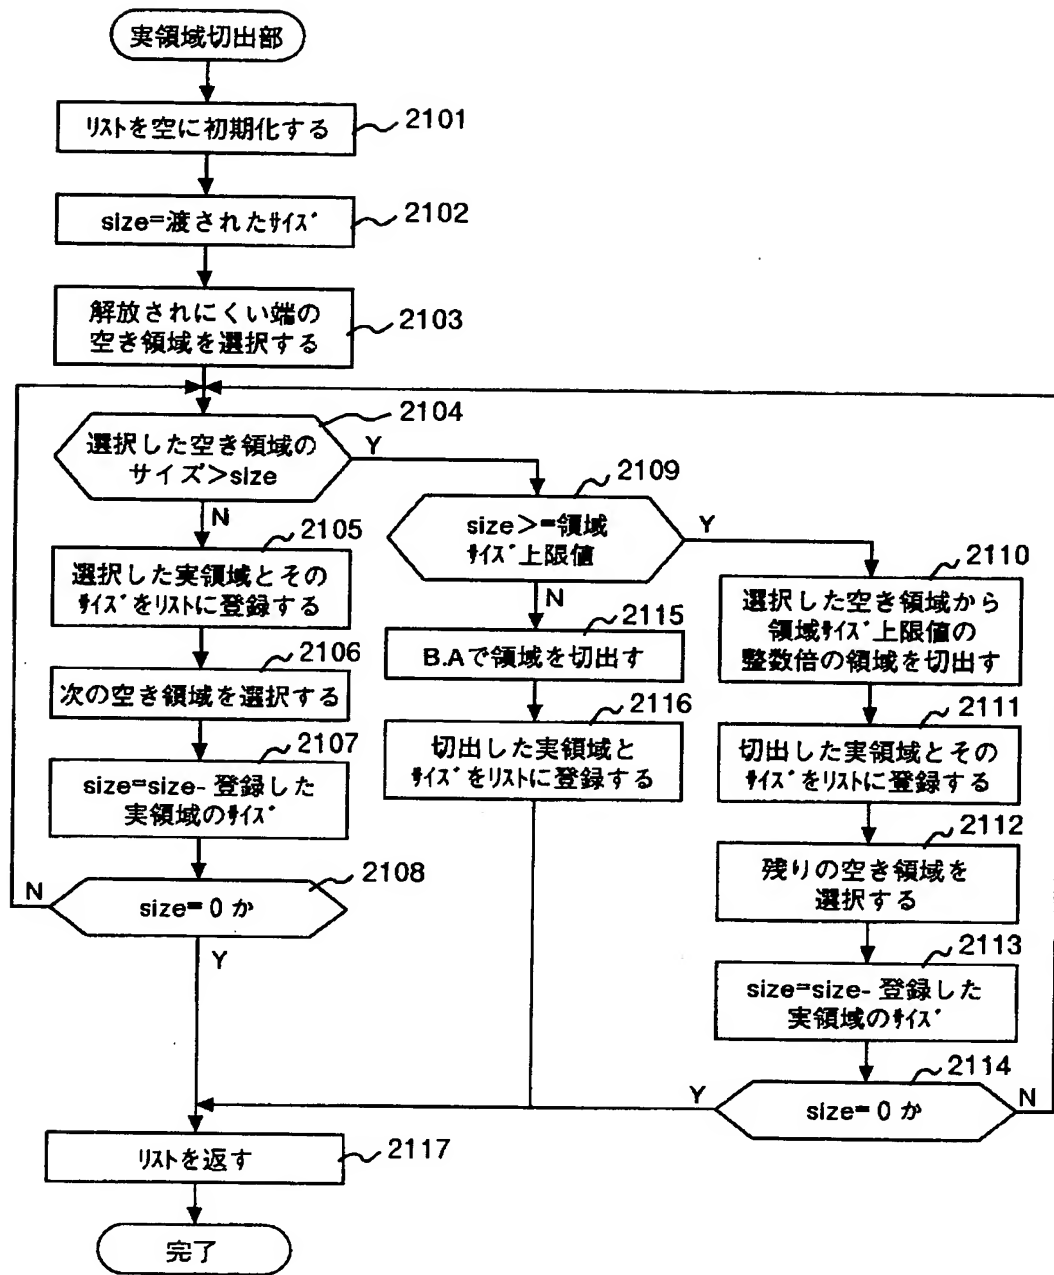 実領域切出部
リストを空に初期化する
2101
size=渡されたサイズ
2102
解放されにくい端の
空き領域を選択する
2103
2104
選択した空き領域の
サイズ>size
Y
N
2105
選択した実領域とその
サイズをリストに登録する
2106
次の空き領域を選択する
2107
size=size-登録した
実領域のサイズ
2108
size=0か
N
Y
2109
size>=領域
サイズ上限値
Y
N
2115
B.Aで領域を切出す
2116
切出した実領域と
サイズをリストに登録する
2110
選択した空き領域から
領域サイズ上限値の
整数倍の領域を切出す
2111
切出した実領域とその
サイズをリストに登録する
2112
残りの空き領域を
選択する
2113
size=size-登録した
実領域のサイズ
2114
size=0か
Y
N
リストを返す
2117
完了